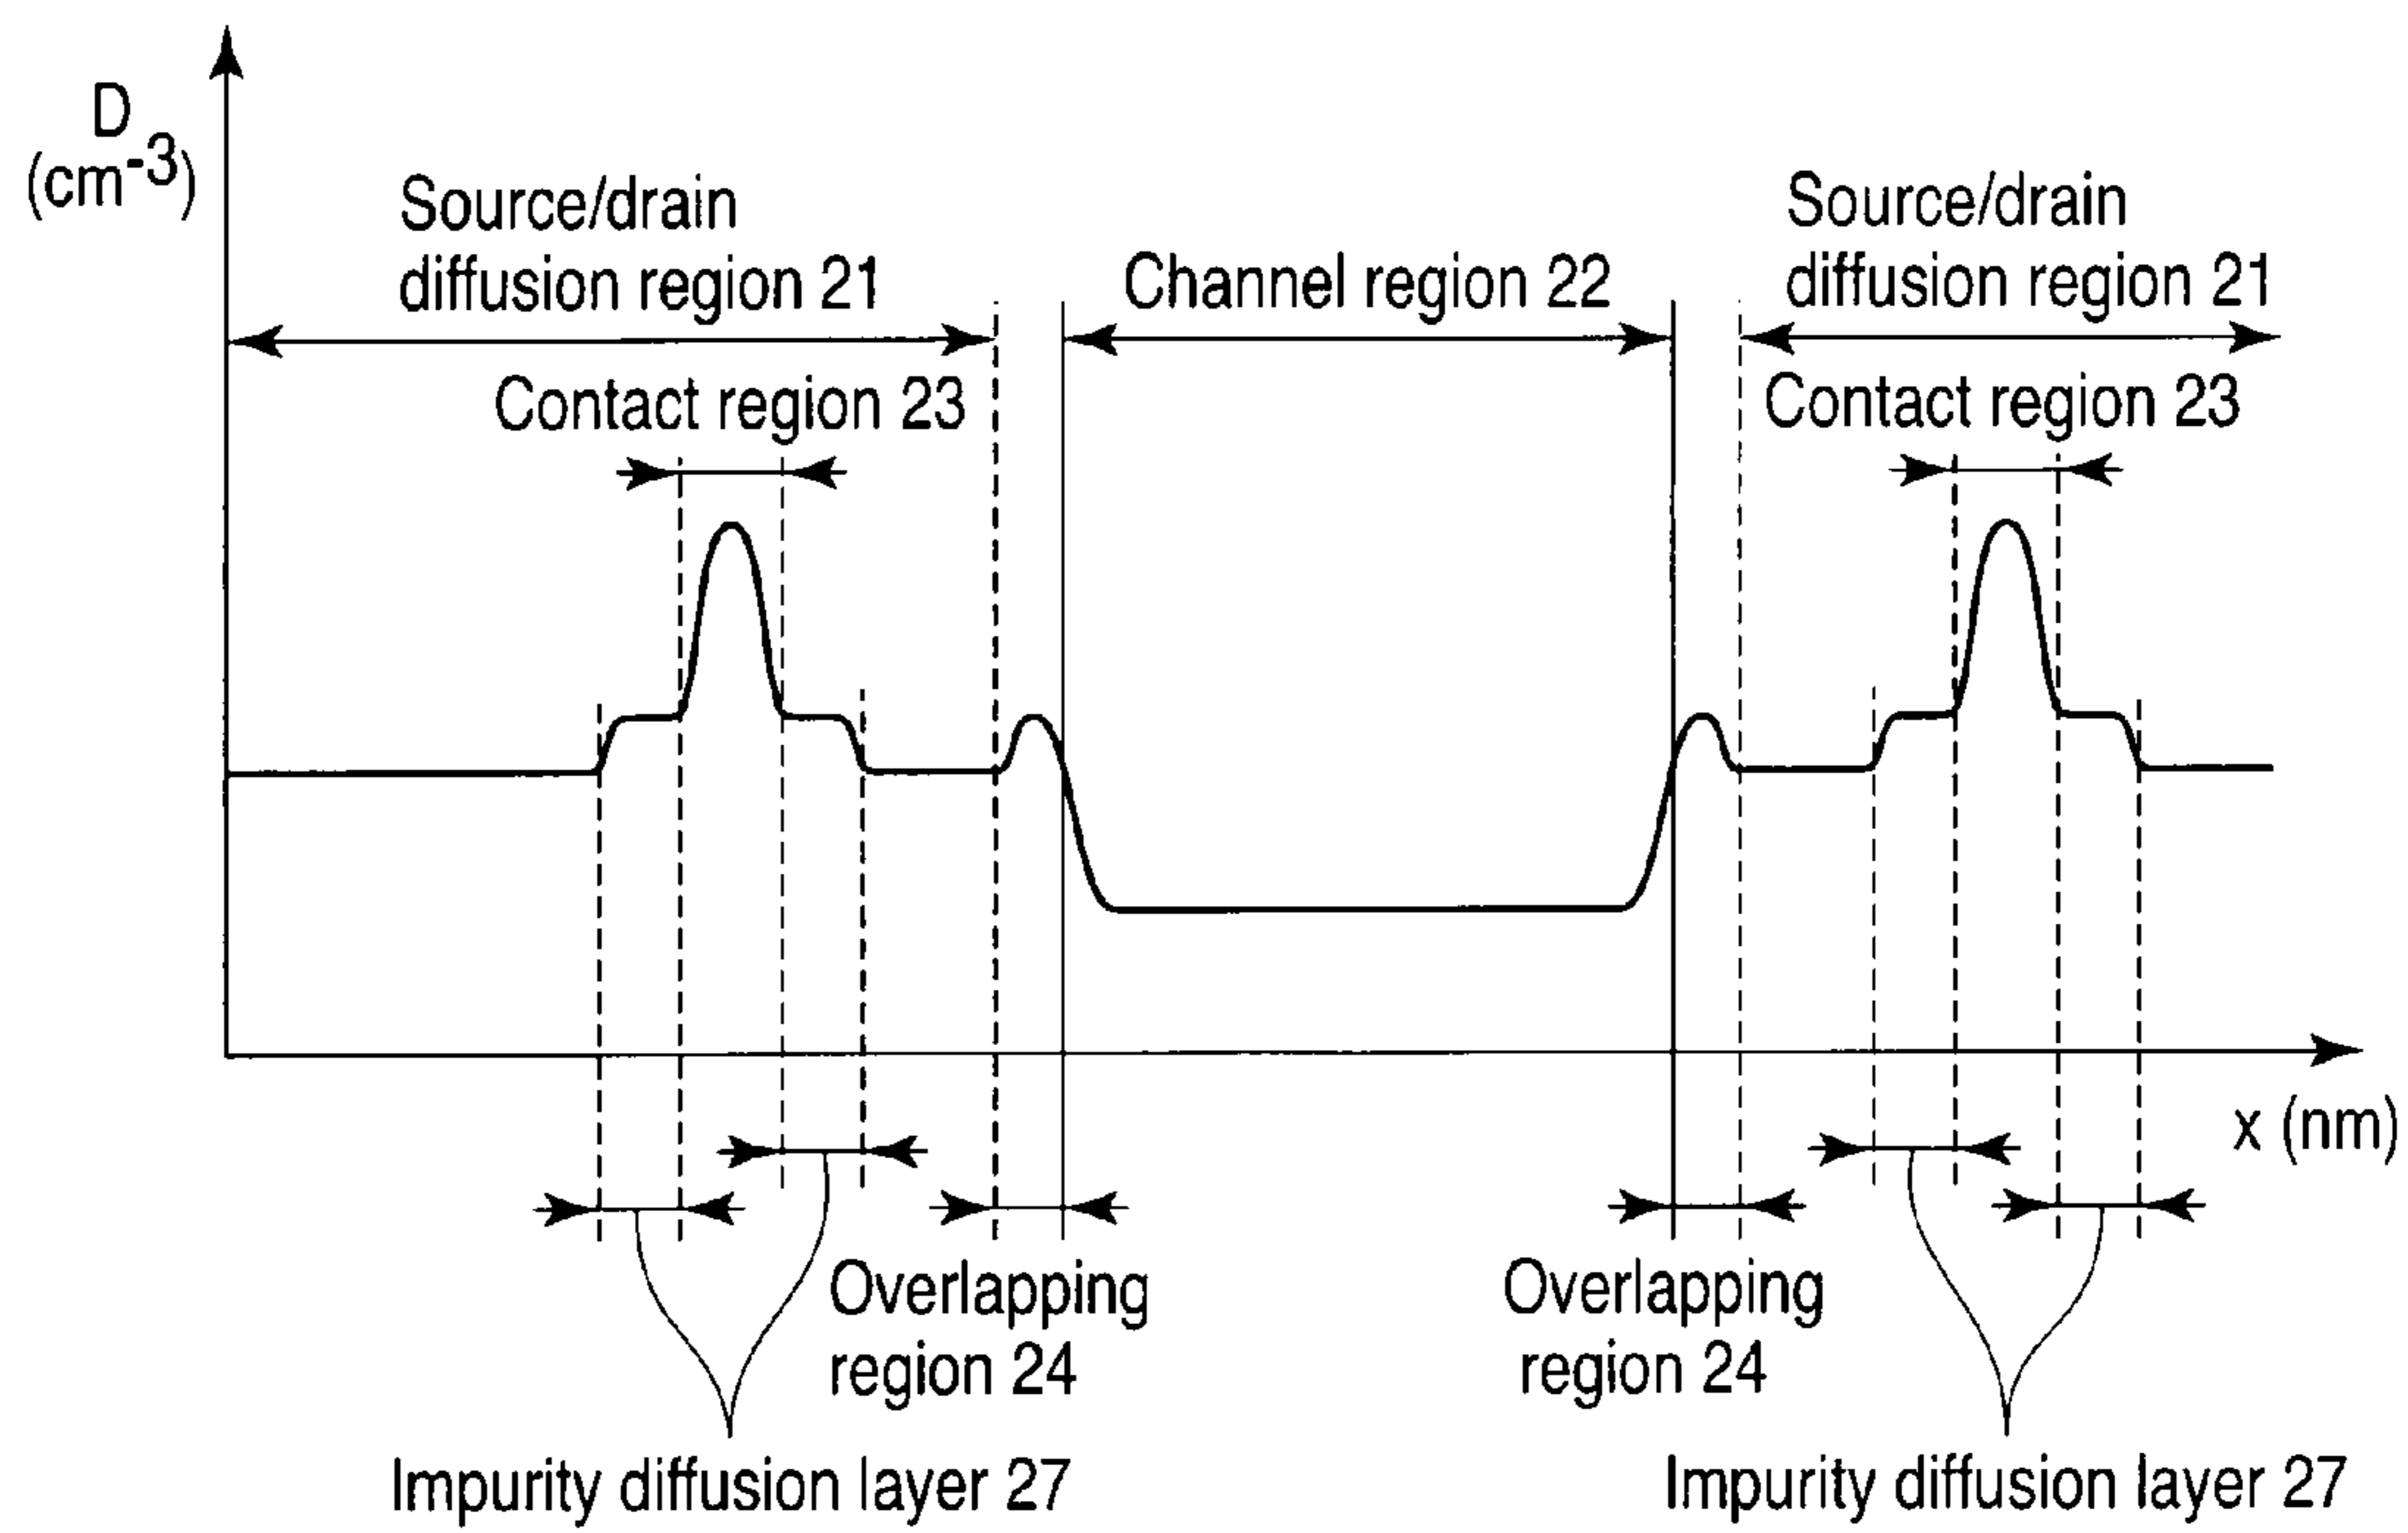 D
(cm-3)
Source/drain
diffusion region 21
Channel region 22
Source/drain
diffusion region 21
Contact region 23
Contact region 23
x (nm)
Overlapping
region 24
Overlapping
region 24
Impurity diffusion layer 27
Impurity diffusion layer 27